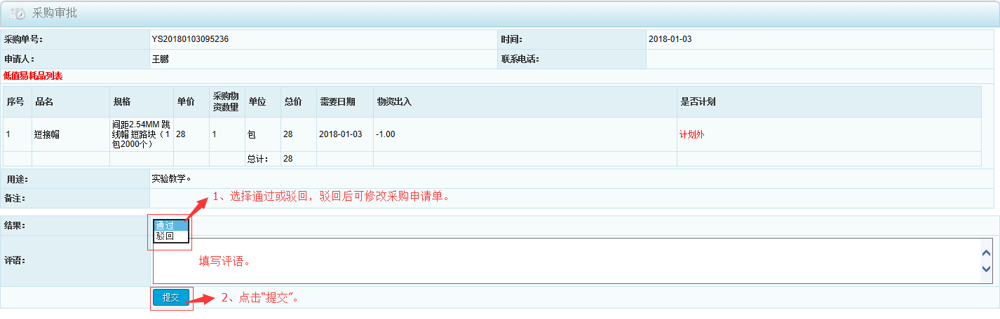 采购审批
采购单号： YS20180103095236 时间： 2018-01-03
申请人： 王鹏 联系电话：
低值易耗品列表
序号 品名 规格 单价 采购物资数量 单位 总价 需要日期 物资出入 是否计划
1 短接帽 间距2.54MM 跳线帽 短路块（1包2000个） 28 1 包 28 2018-01-03 -1.00 计划外
总计： 28
用途： 实验教学。
备注： 1、选择通过或驳回，驳回后可修改采购申请单。
结果： 通过
驳回
评语： 填写评语。
提交 2、点击“提交”。